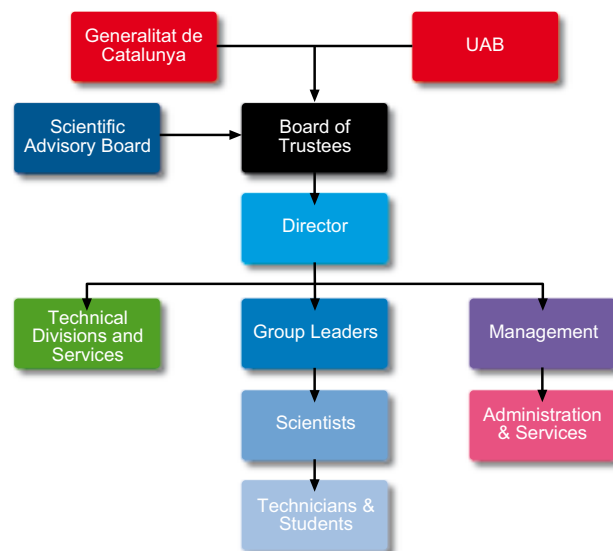 Generalitat de
Catalunya
UAB
Scientific
Advisory Board
Board of
Trustees
Director
Technical
Divisions and
Services
Group Leaders
Management
Scientists
Administration
& Services
Technicians &
Students